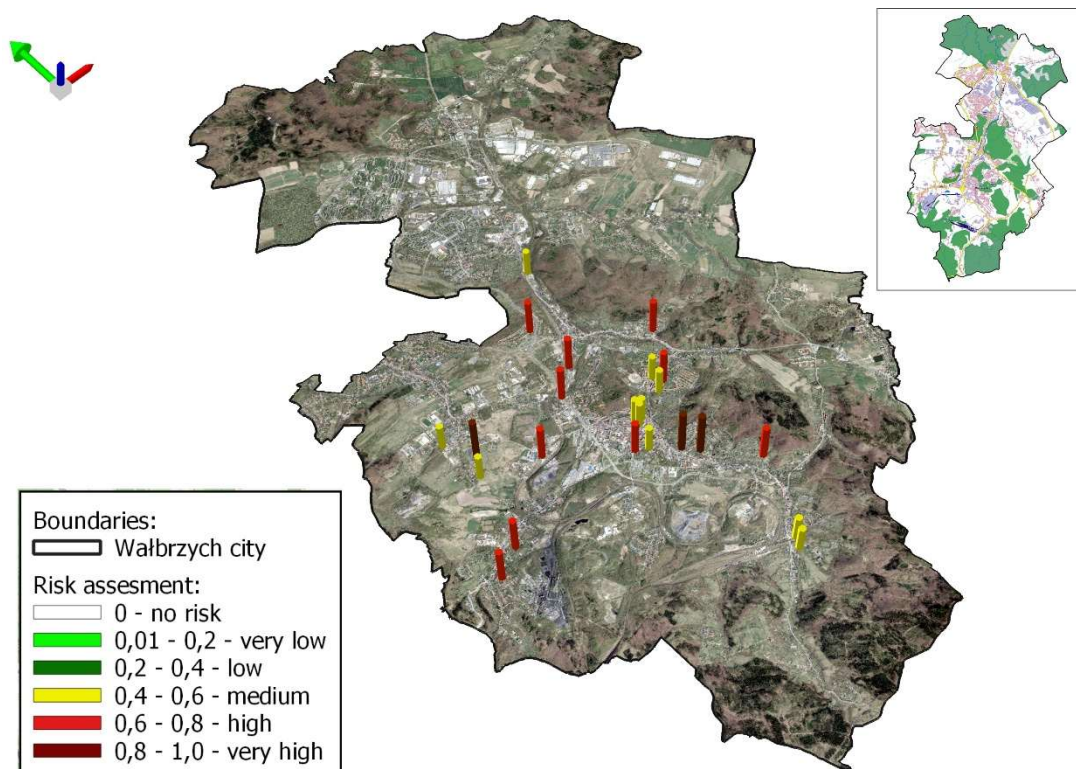 Boundaries:
Wałbrzych city
Risk assesment:
0 - no risk
0,01 - 0,2 - very low
0,2 - 0,4 - low
0,4 - 0,6 - medium
0,6 - 0,8 - high
0,8 - 1,0 - very high